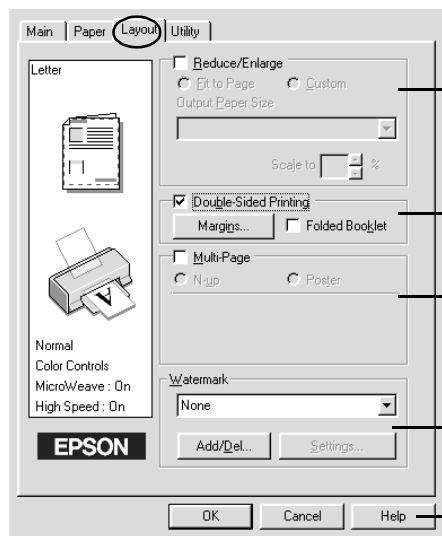 Main Paper Layout Utility
Letter
Normal
Color Controls
MicroWeave : On
High Speed : On
EPSON
Reduce/Enlarge
Fit to Page Custom
Output Paper Size
Scale to %
Double-Sided Printing
Margins... Folded Booklet
Multi-Page
N-up Poster
Watermark
None
Add/Del... Settings...
OK Cancel Help